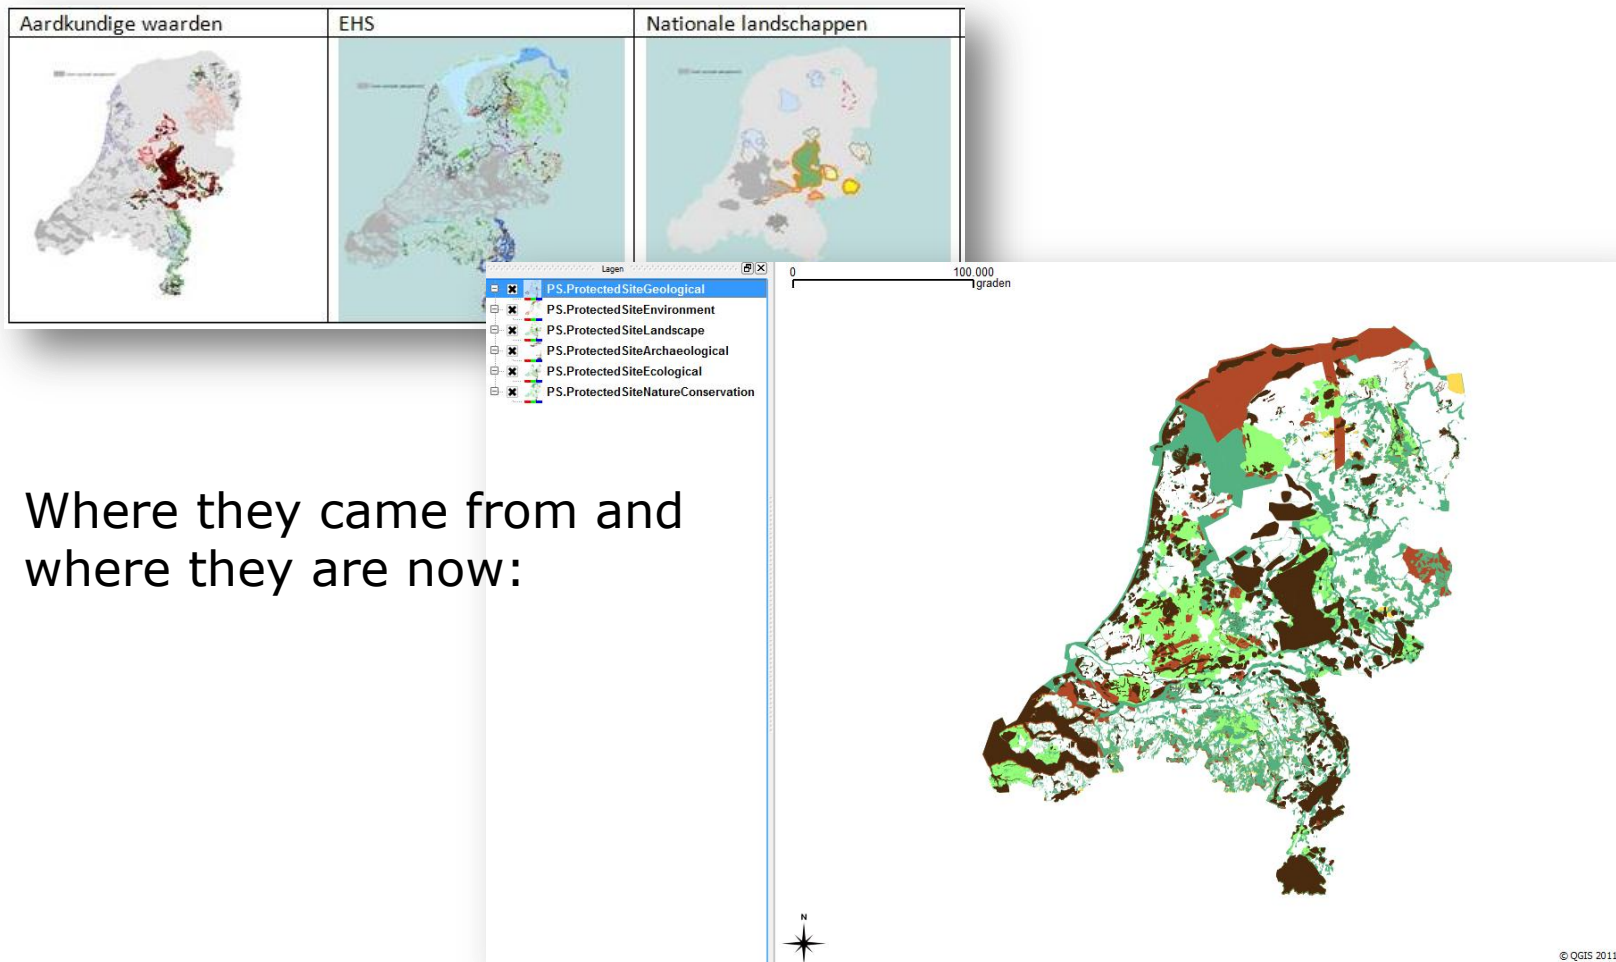 Aardkundige waarden
EHS
Nationale landschappen
Lagen
PS.ProtectedSiteGeological
PS.ProtectedSiteEnvironment
PS.ProtectedSiteLandscape
PS.ProtectedSiteArchaeological
PS.ProtectedSiteEcological
PS.ProtectedSiteNatureConservation
0 100.000
graden
Where they came from and
where they are now:
N
© QGIS 2011